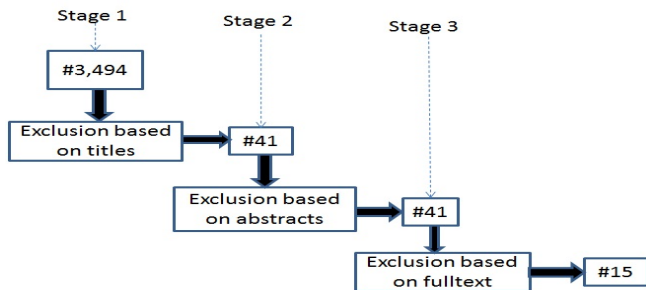 Stage 1
Stage 2
Stage 3
#3,494
Exclusion based
on titles
#41
Exclusion based
on abstracts
#41
Exclusion based
on fulltext
#15